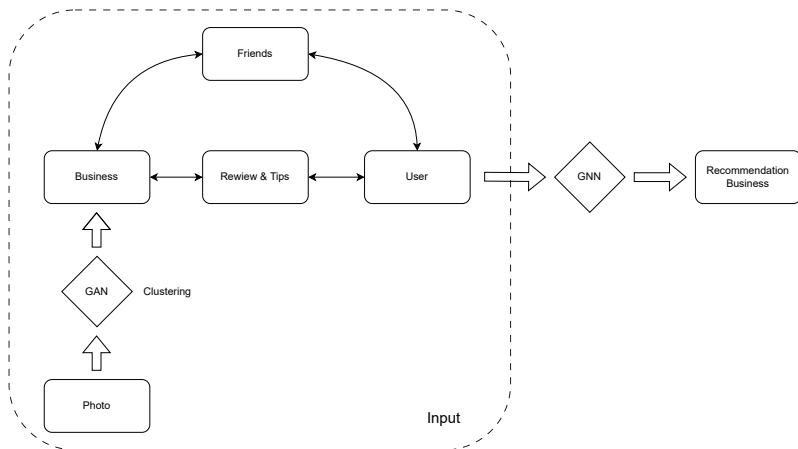 Friends
Business
Rewiew & Tips
User
GNN
Recommendation
Business
GAN
Clustering
Photo
Input